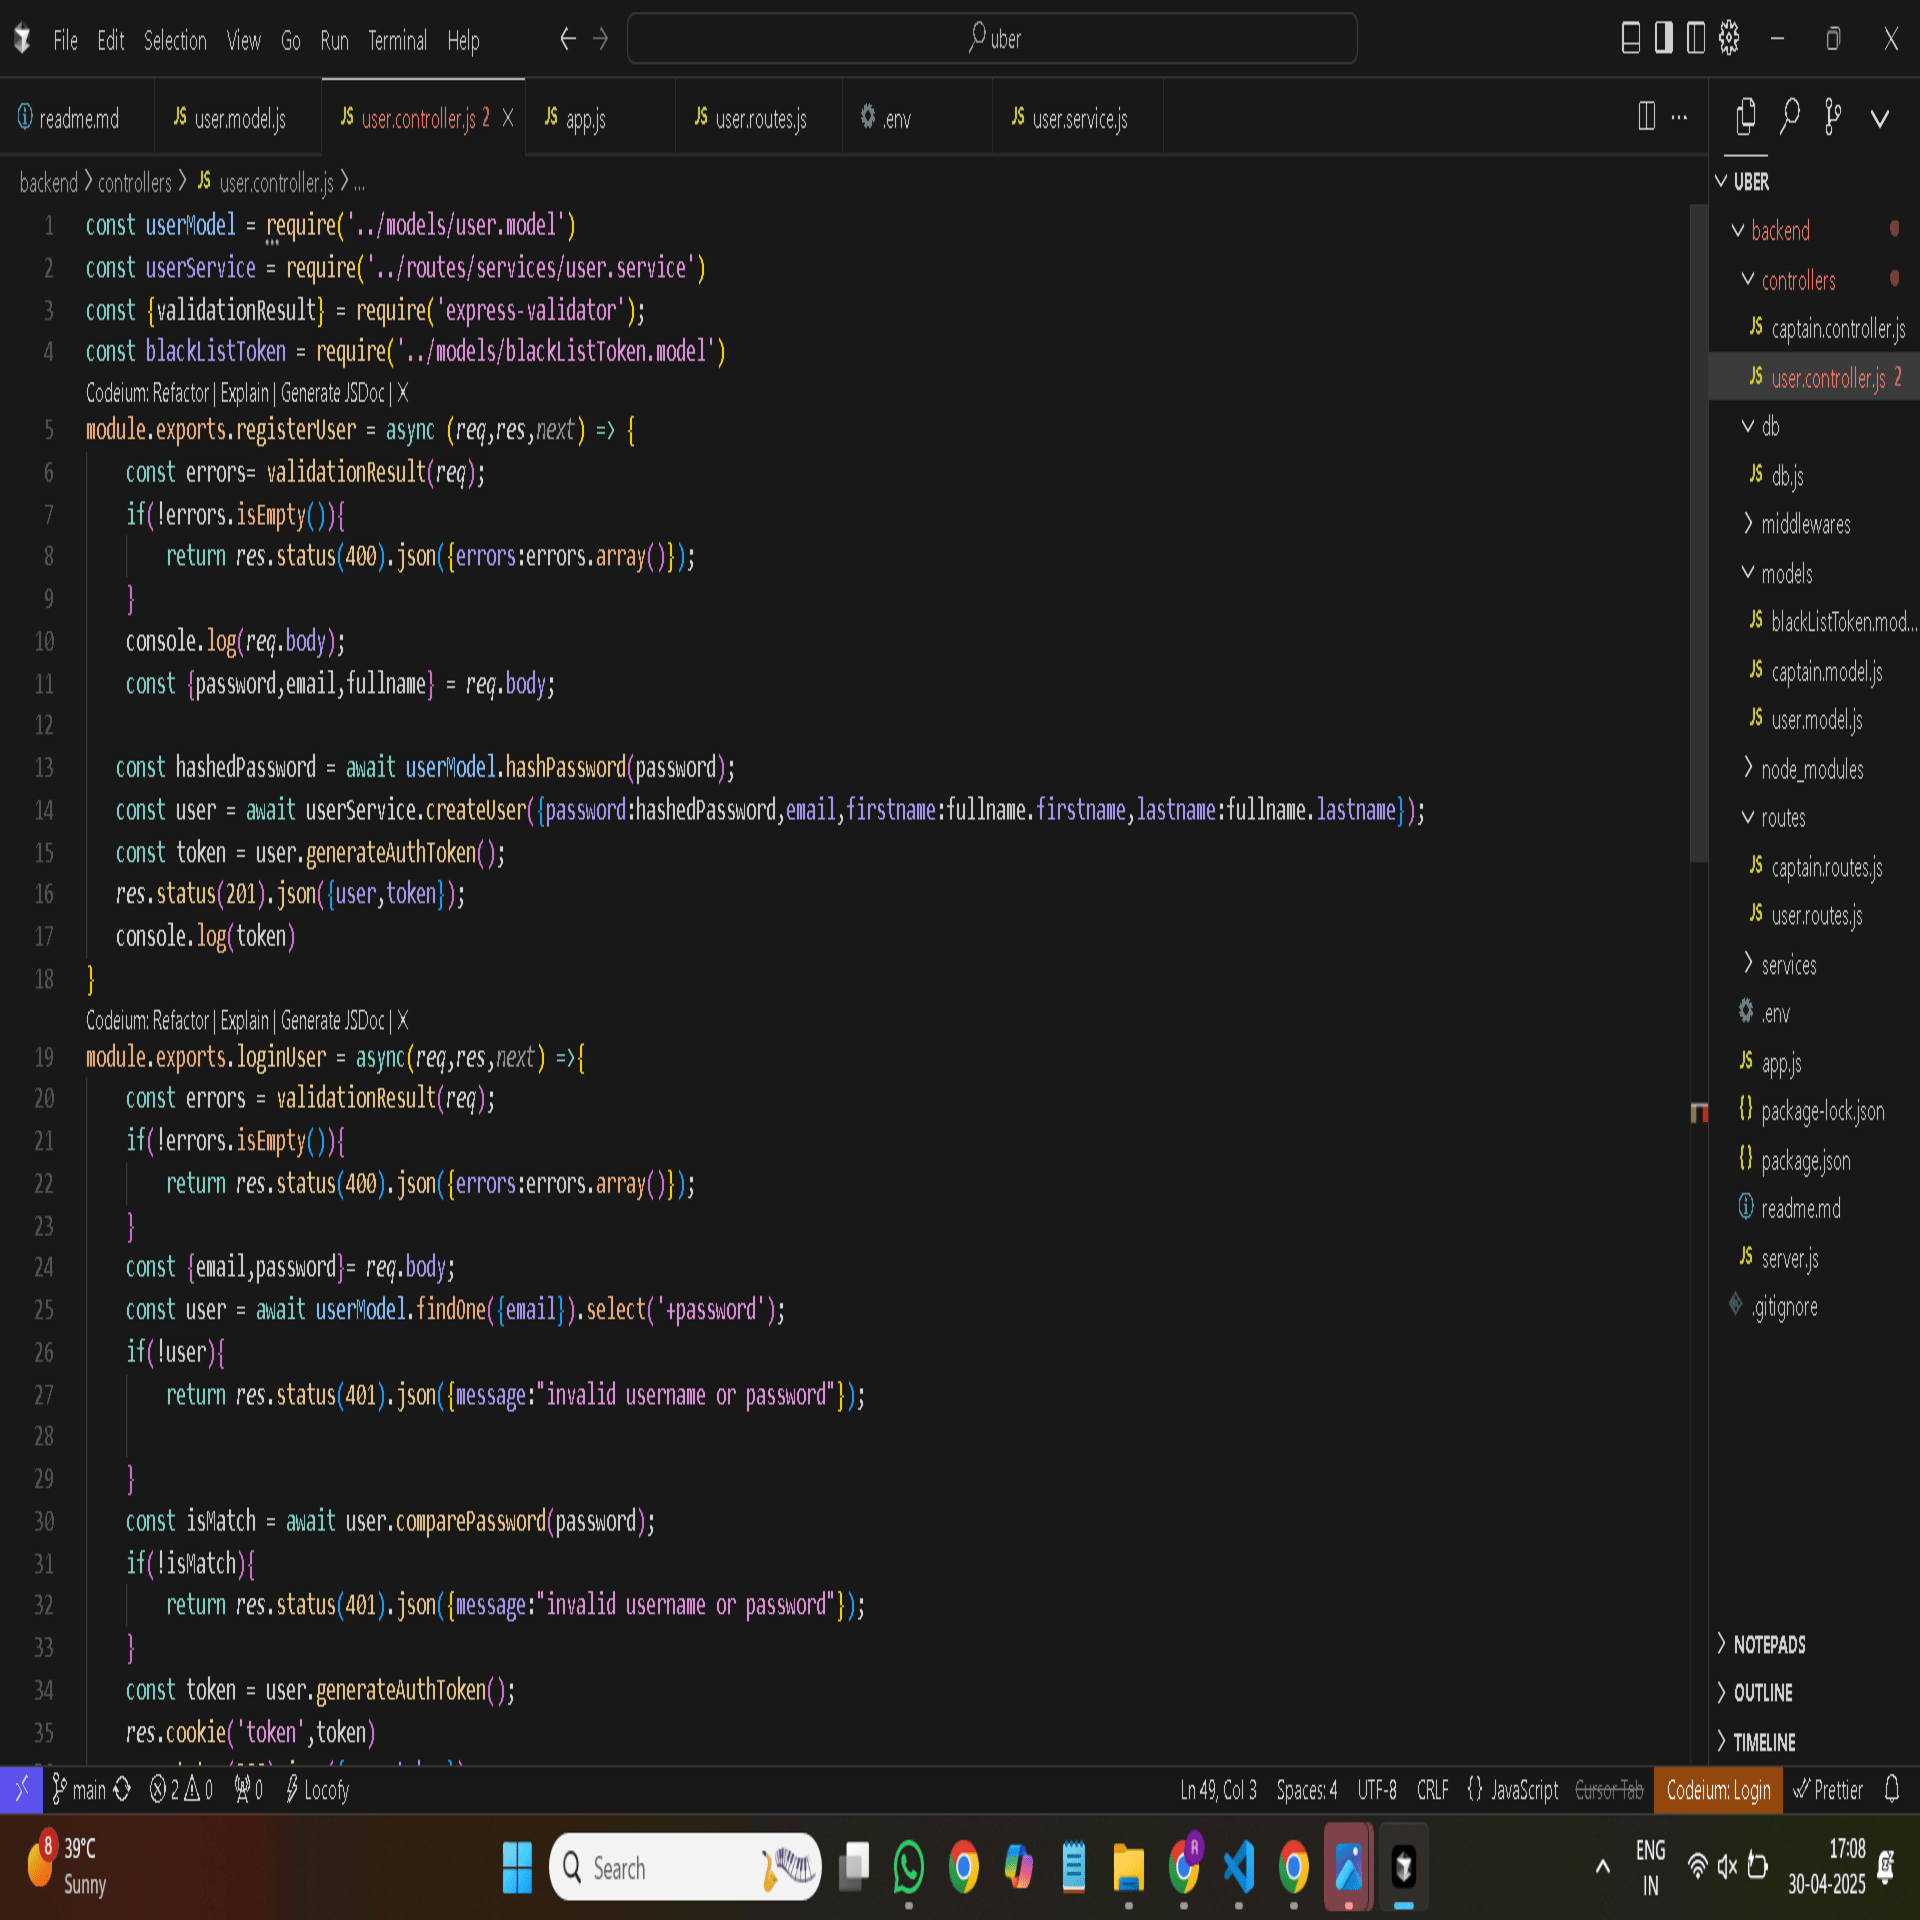 File Edit Selection View Go Run Terminal Help
uber
readme.md
JS user.model.js
JS user.controller.js 2
JS app.js
JS user.routes.js
.env
JS user.service.js
...
backend > controllers > JS user.controller.js > ...
1 const userModel = require('../models/user.model')
2 const userService = require('../routes/services/user.service')
3 const {validationResult} = require('express-validator');
4 const blackListToken = require('../models/blackListToken.model')
Codeium: Refactor | Explain | Generate JSDoc | X
5 module.exports.registerUser = async (req,res,next) => {
6 const errors= validationResult(req);
7 if(!errors.isEmpty()){
8 return res.status(400).json({errors:errors.array()});
9 }
10 console.log(req.body);
11 const {password,email,fullname} = req.body;
12
13 const hashedPassword = await userModel.hashPassword(password);
14 const user = await userService.createUser({password:hashedPassword,email,firstname:fullname.firstname,lastname:fullname.lastname});
15 const token = user.generateAuthToken();
16 res.status(201).json({user,token});
17 console.log(token)
18 }
Codeium: Refactor | Explain | Generate JSDoc | X
19 module.exports.loginUser = async(req,res,next) =>{
20 const errors = validationResult(req);
21 if(!errors.isEmpty()){
22 return res.status(400).json({errors:errors.array()});
23 }
24 const {email,password}= req.body;
25 const user = await userModel.findOne({email}).select('+password');
26 if(!user){
27 return res.status(401).json({message:"invalid username or password"});
28
29 }
30 const isMatch = await user.comparePassword(password);
31 if(!isMatch){
32 return res.status(401).json({message:"invalid username or password"});
33 }
34 const token = user.generateAuthToken();
35 res.cookie('token',token)
UBER
backend
controllers
JS captain.controller.js
JS user.controller.js 2
db
JS db.js
middlewares
models
JS blackListToken.mod...
JS captain.model.js
JS user.model.js
node_modules
routes
JS captain.routes.js
JS user.routes.js
services
.env
JS app.js
{} package-lock.json
{} package.json
readme.md
JS server.js
.gitignore
NOTEPADS
OUTLINE
TIMELINE
main 2 0 0 Locofy
Ln 49, Col 3 Spaces: 4 UTF-8 CRLF {} JavaScript Cursor Tab Codeium: Login Prettier
8 39°C
Sunny
Search
R
ENG
IN
17:08
30-04-2025